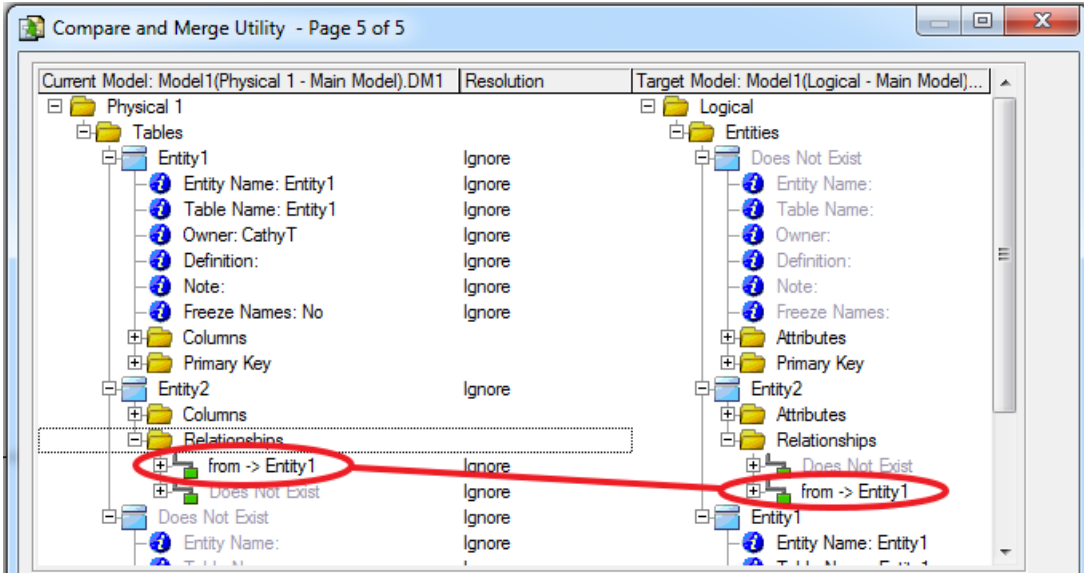 Compare and Merge Utility - Page 5 of 5
Current Model: Model1(Physical 1 - Main Model).DM1 Resolution Target Model: Model1(Logical - Main Model)...
Physical 1 Logical
Tables Entities
Entity1 Ignore Does Not Exist
Entity Name: Entity1 Ignore Entity Name:
Table Name: Entity1 Ignore Table Name:
Owner: CathyT Ignore Owner:
Definition: Ignore Definition:
Note: Ignore Note:
Freeze Names: No Ignore Freeze Names:
Columns Attributes
Primary Key Primary Key
Entity2 Ignore Entity2
Columns Attributes
Relationships Relationships
from -> Entity1 Ignore Does Not Exist
Does Not Exist Ignore from -> Entity1
Does Not Exist Ignore Entity1
Entity Name: Ignore Entity Name: Entity1